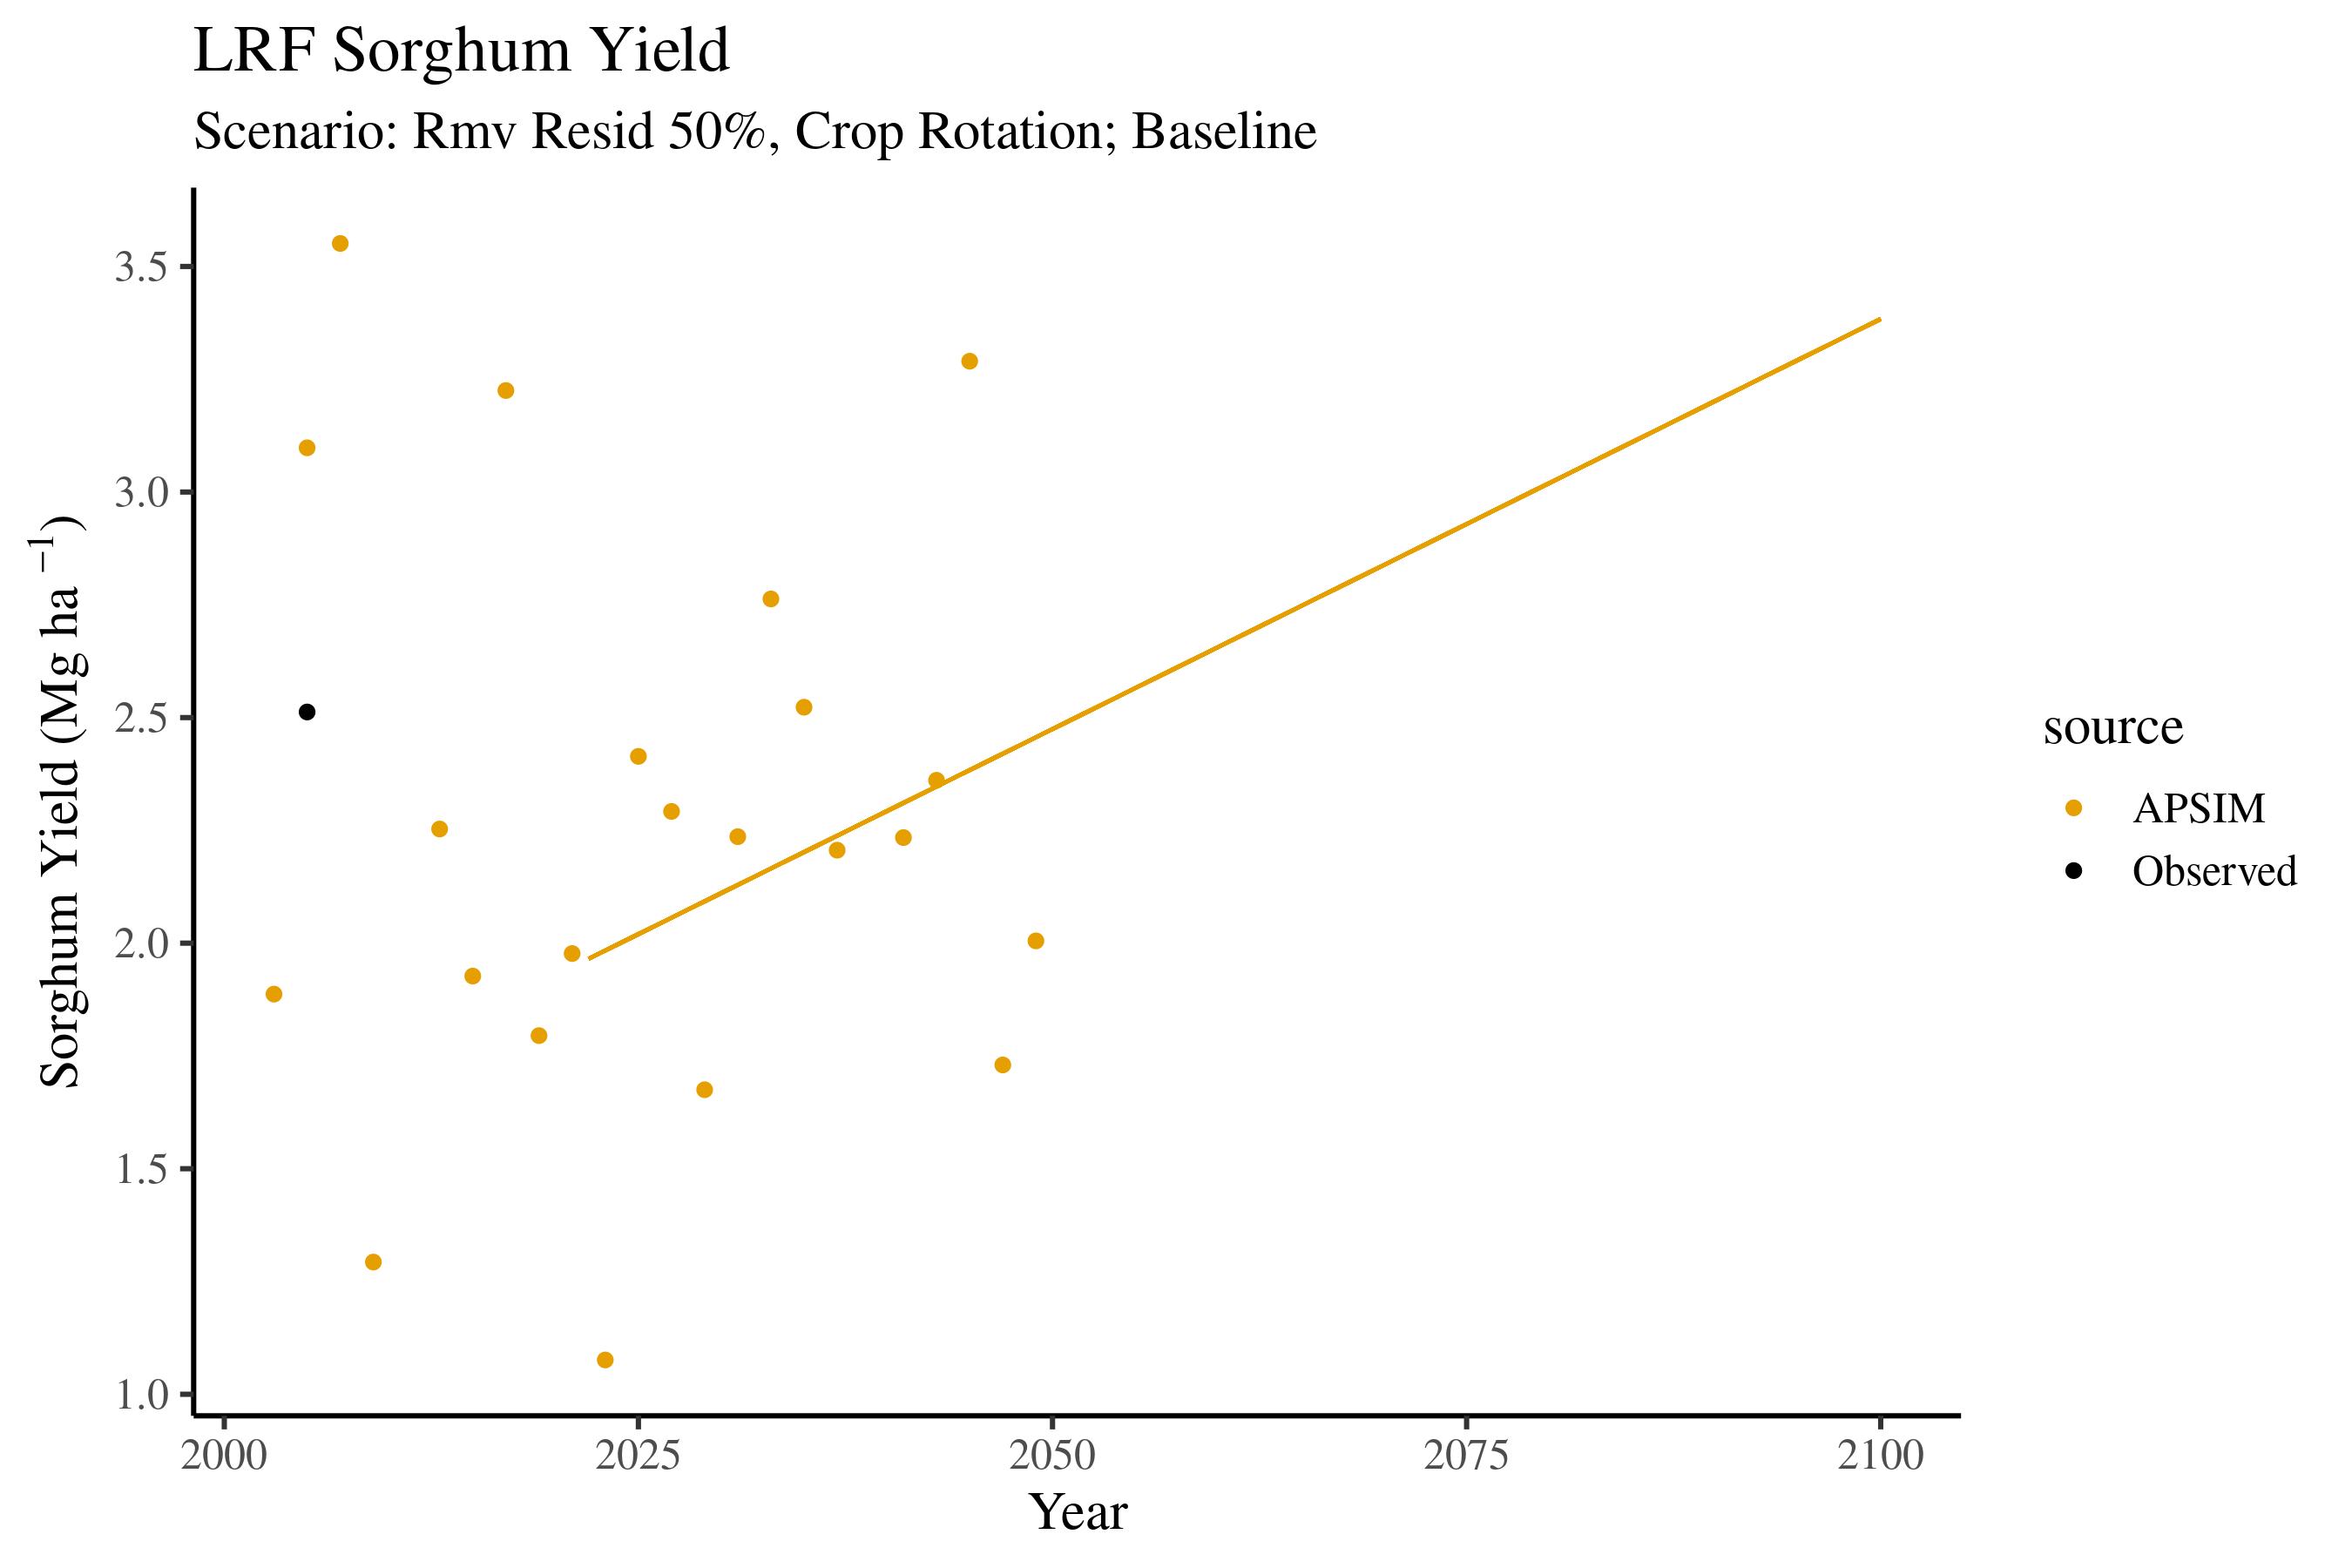 LRF Sorghum Yield
Scenario: Rmv Resid 50%, Crop Rotation; Baseline
Sorghum Yield (Mg ha −1)
3.5
3.0
2.5
2.0
1.5
1.0
2000 2025 2050 2075 2100
Year
source
APSIM
Observed